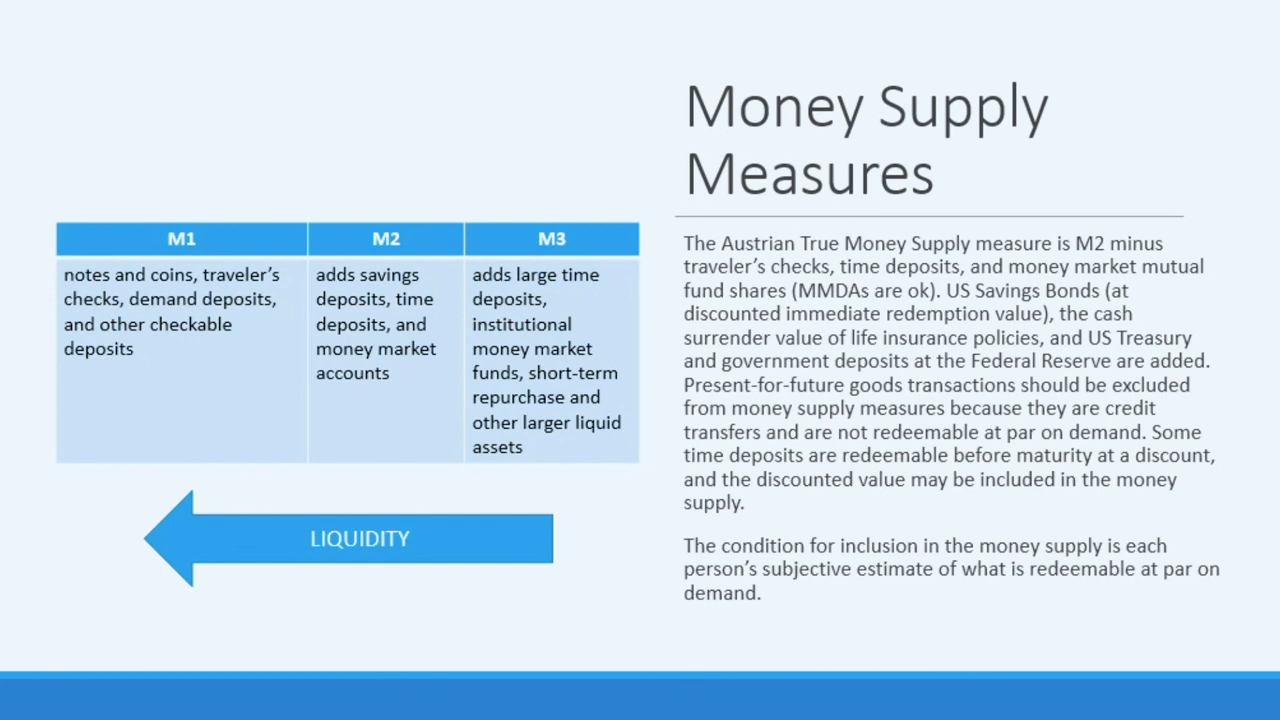 Money Supply
Measures
M1
M2
M3
notes and coins, traveler's
checks, demand deposits,
and other checkable
deposits
adds savings
deposits, time
deposits, and
money market
accounts
adds large time
deposits,
institutional
money market
funds, short-term
repurchase and
other larger liquid
assets
LIQUIDITY
The Austrian True Money Supply measure is M2 minus
traveler's checks, time deposits, and money market mutual
fund shares (MMDAs are ok). US Savings Bonds (at
discounted immediate redemption value), the cash
surrender value of life insurance policies, and US Treasury
and government deposits at the Federal Reserve are added.
Present-for-future goods transactions should be excluded
from money supply measures because they are credit
transfers and are not redeemable at par on demand. Some
time deposits are redeemable before maturity at a discount,
and the discounted value may be included in the money
supply.
The condition for inclusion in the money supply is each
person's subjective estimate of what is redeemable at par on
demand.